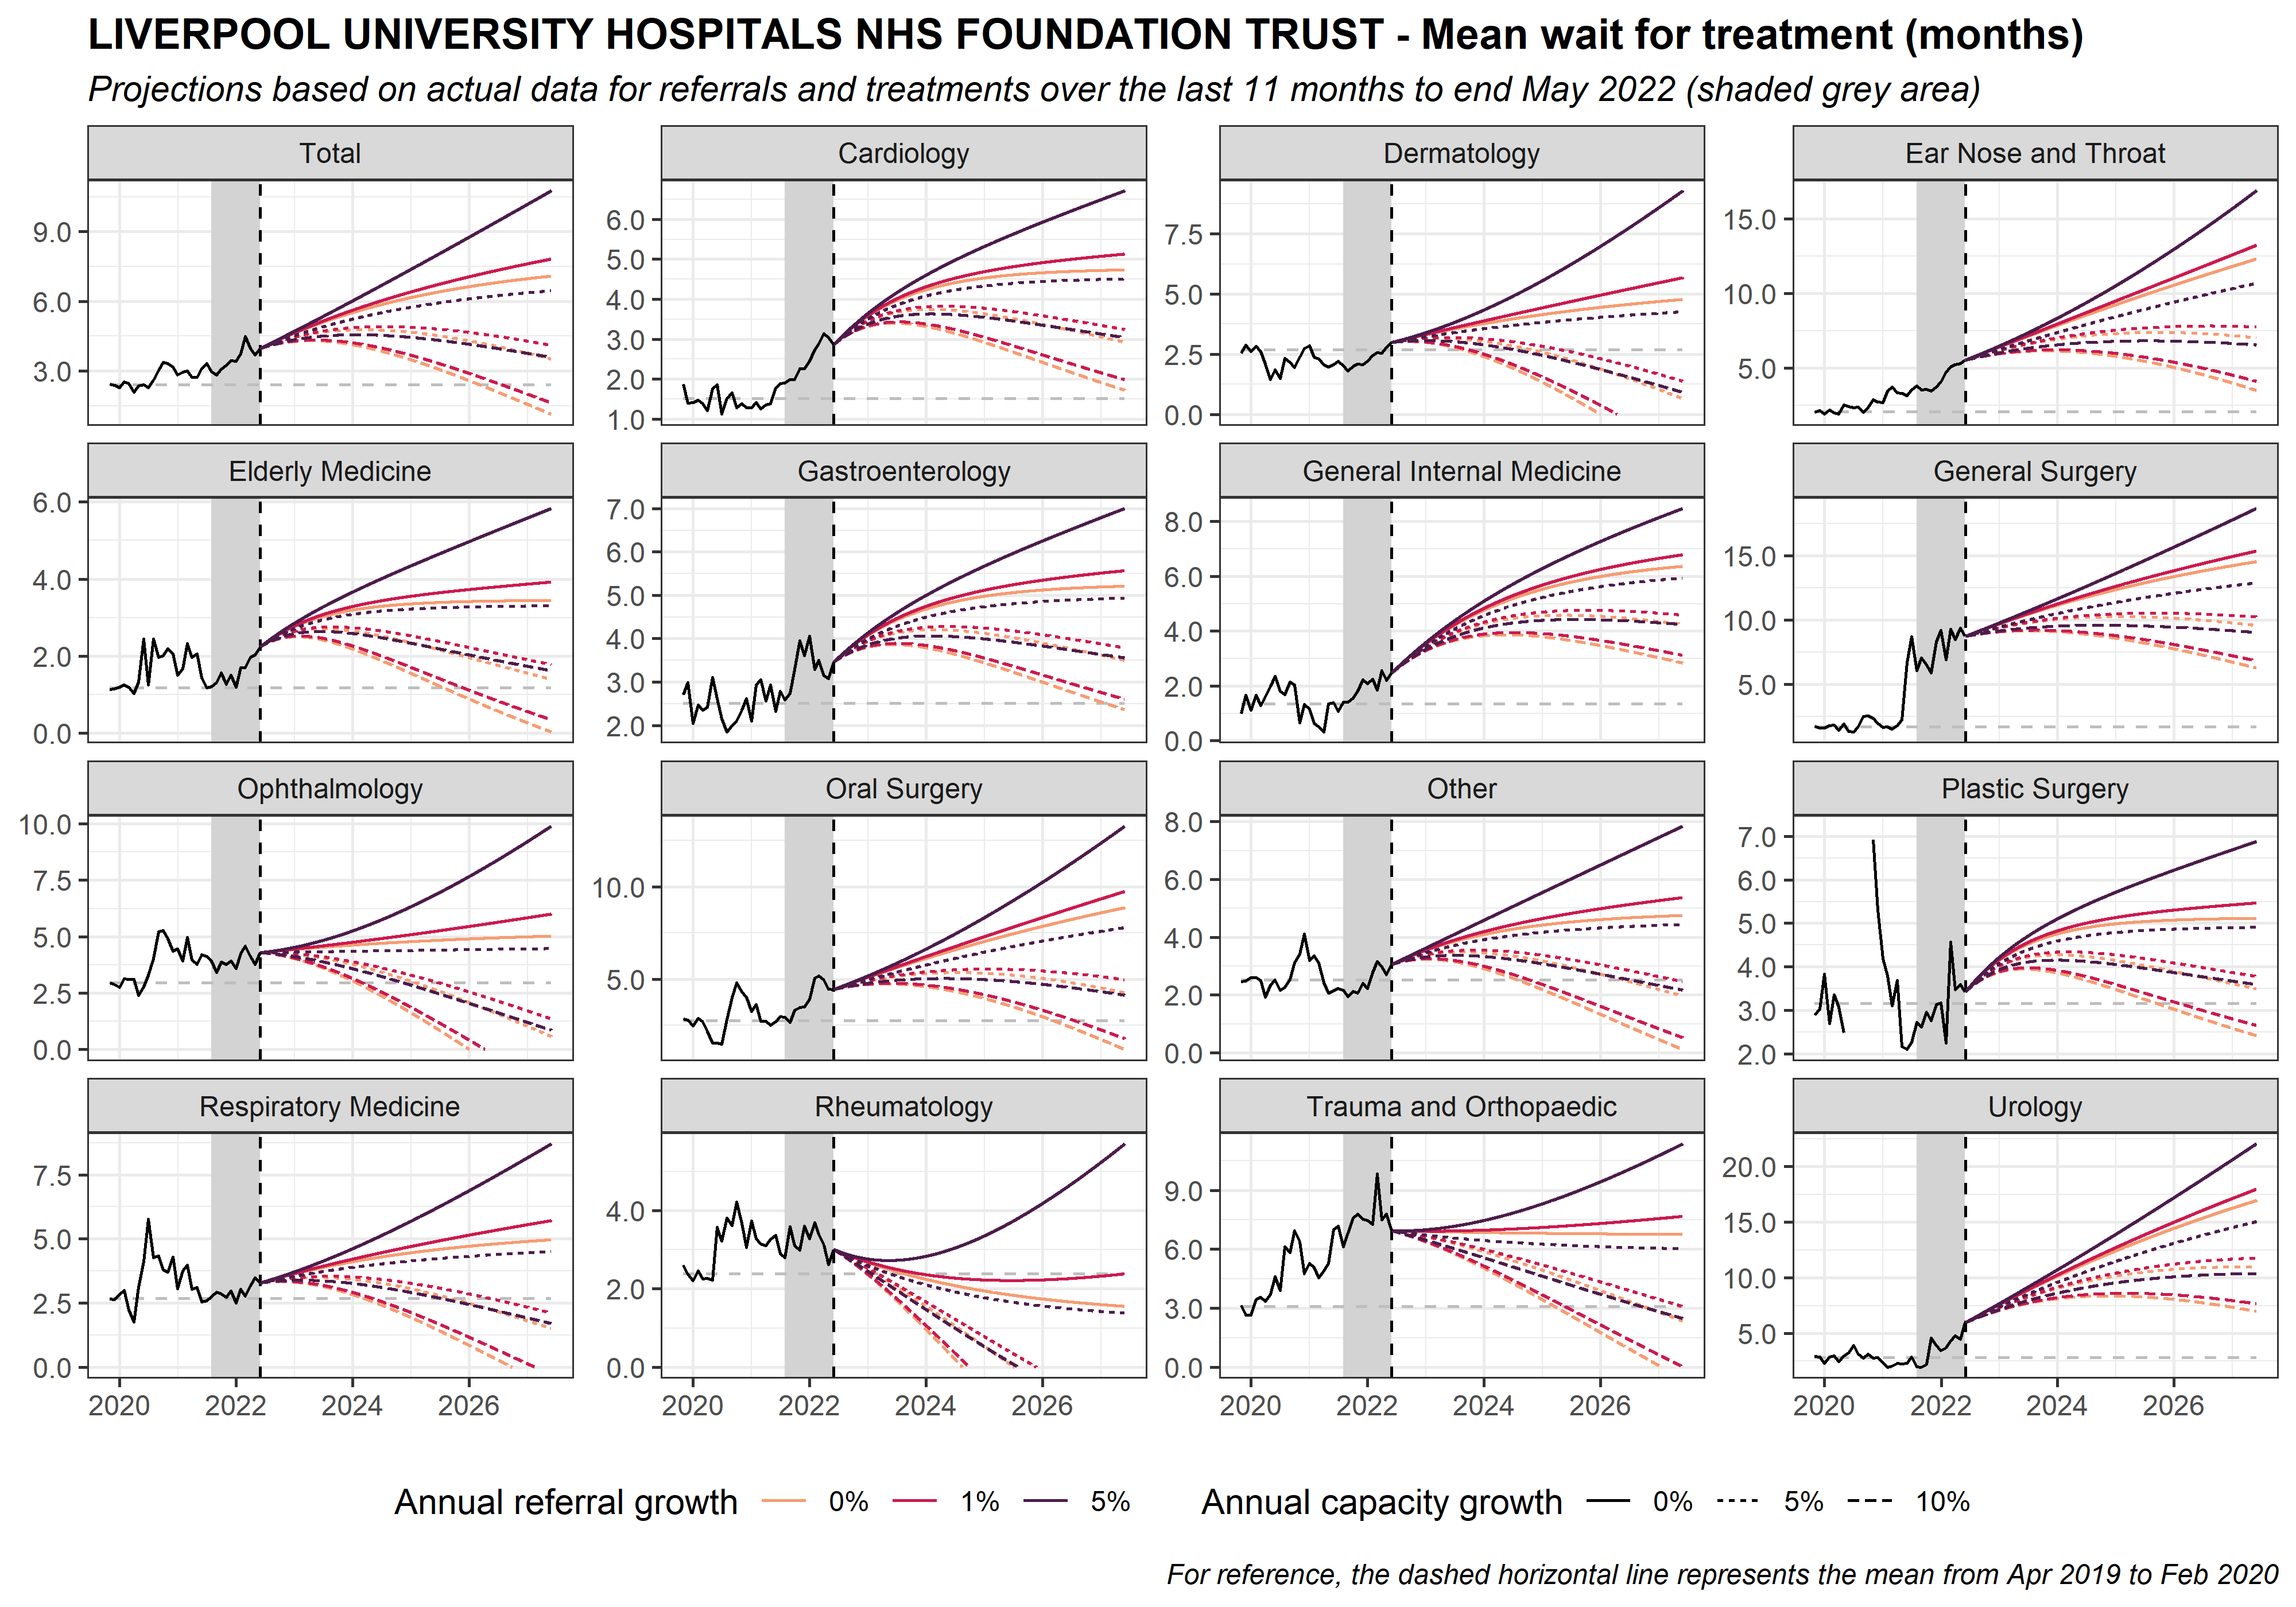 LIVERPOOL UNIVERSITY HOSPITALS NHS FOUNDATION TRUST - Mean wait for treatment (months)
Projections based on actual data for referrals and treatments over the last 11 months to end May 2022 (shaded grey area)
Total
Cardiology
Dermatology
Ear Nose and Throat
9.0
6.0
3.0
6.0
5.0
4.0
3.0
2.0
1.0
7.5
5.0
2.5
0.0
15.0
10.0
5.0
Elderly Medicine
Gastroenterology
General Internal Medicine
General Surgery
6.0
4.0
2.0
0.0
7.0
6.0
5.0
4.0
3.0
2.0
8.0
6.0
4.0
2.0
0.0
15.0
10.0
5.0
Ophthalmology
Oral Surgery
Other
Plastic Surgery
10.0
7.5
5.0
2.5
0.0
10.0
5.0
8.0
6.0
4.0
2.0
0.0
7.0
6.0
5.0
4.0
3.0
2.0
Respiratory Medicine
Rheumatology
Trauma and Orthopaedic
Urology
7.5
5.0
2.5
0.0
4.0
2.0
0.0
9.0
6.0
3.0
0.0
20.0
15.0
10.0
5.0
2020 2022 2024 2026
2020 2022 2024 2026
2020 2022 2024 2026
2020 2022 2024 2026
Annual referral growth 0% 1% 5%
Annual capacity growth 0% 5% 10%
For reference, the dashed horizontal line represents the mean from Apr 2019 to Feb 2020